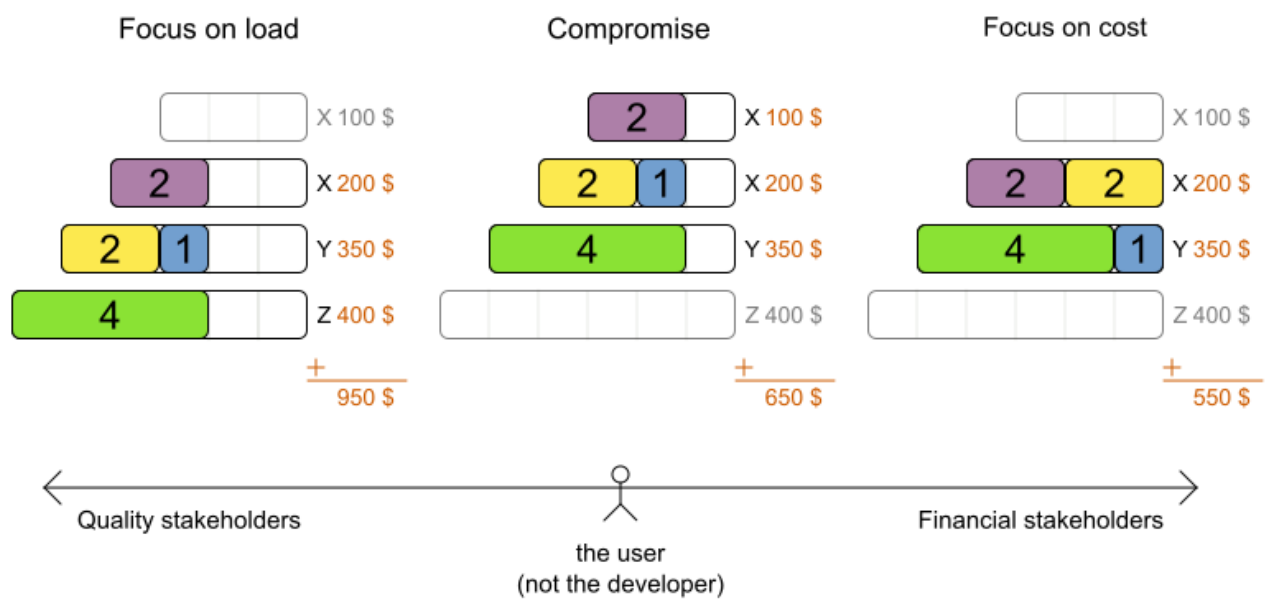 Focus on load
Compromise
Focus on cost
X 100 $
2 X 200 $
2 1 Y 350 $
4 Z 400 $
+
950 $
2 X 100 $
2 1 X 200 $
4 Y 350 $
Z 400 $
+
650 $
X 100 $
2 2 X 200 $
4 1 Y 350 $
Z 400 $
+
550 $
Quality stakeholders
the user
(not the developer)
Financial stakeholders